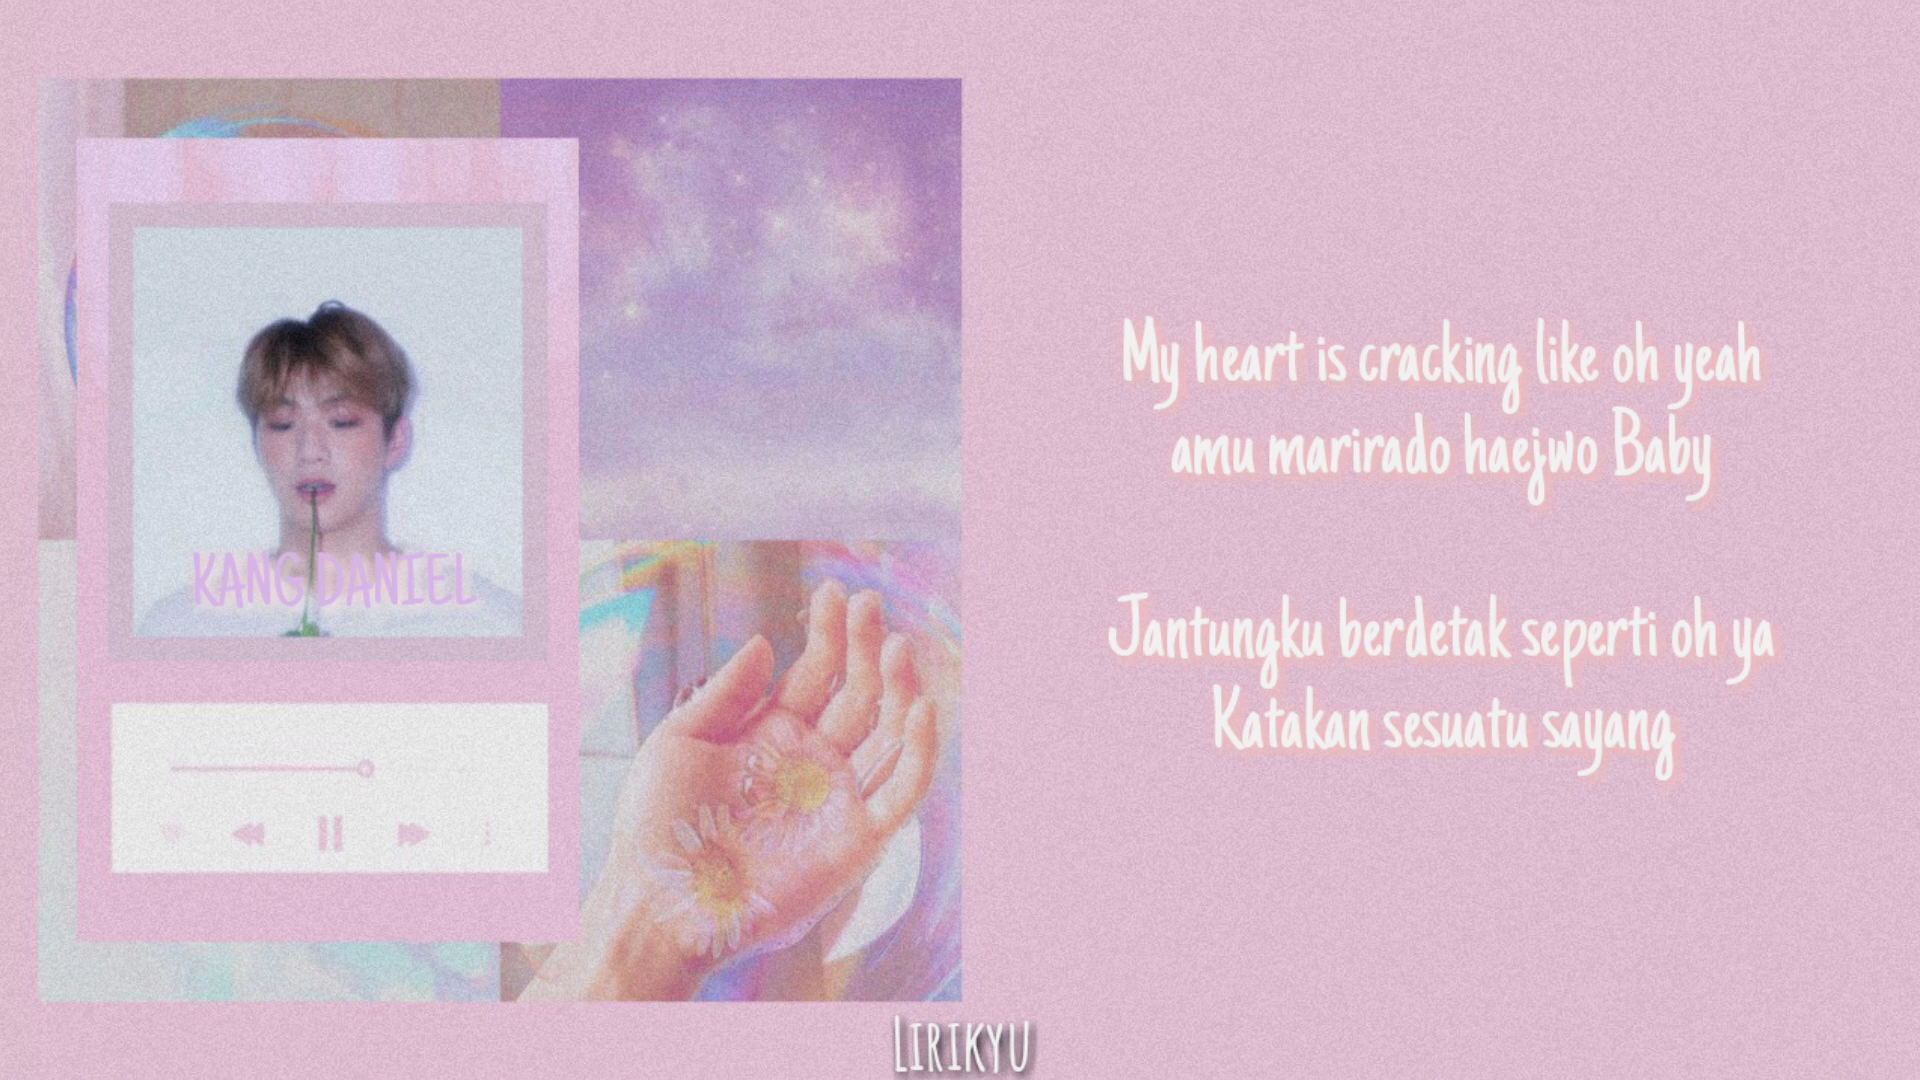 KANG DANIEL
My heart is cracking like oh yeah
amu marirado haejwo Baby
Jantungku berdetak seperti oh ya
Katakan sesuatu sayang
LIRIKYU